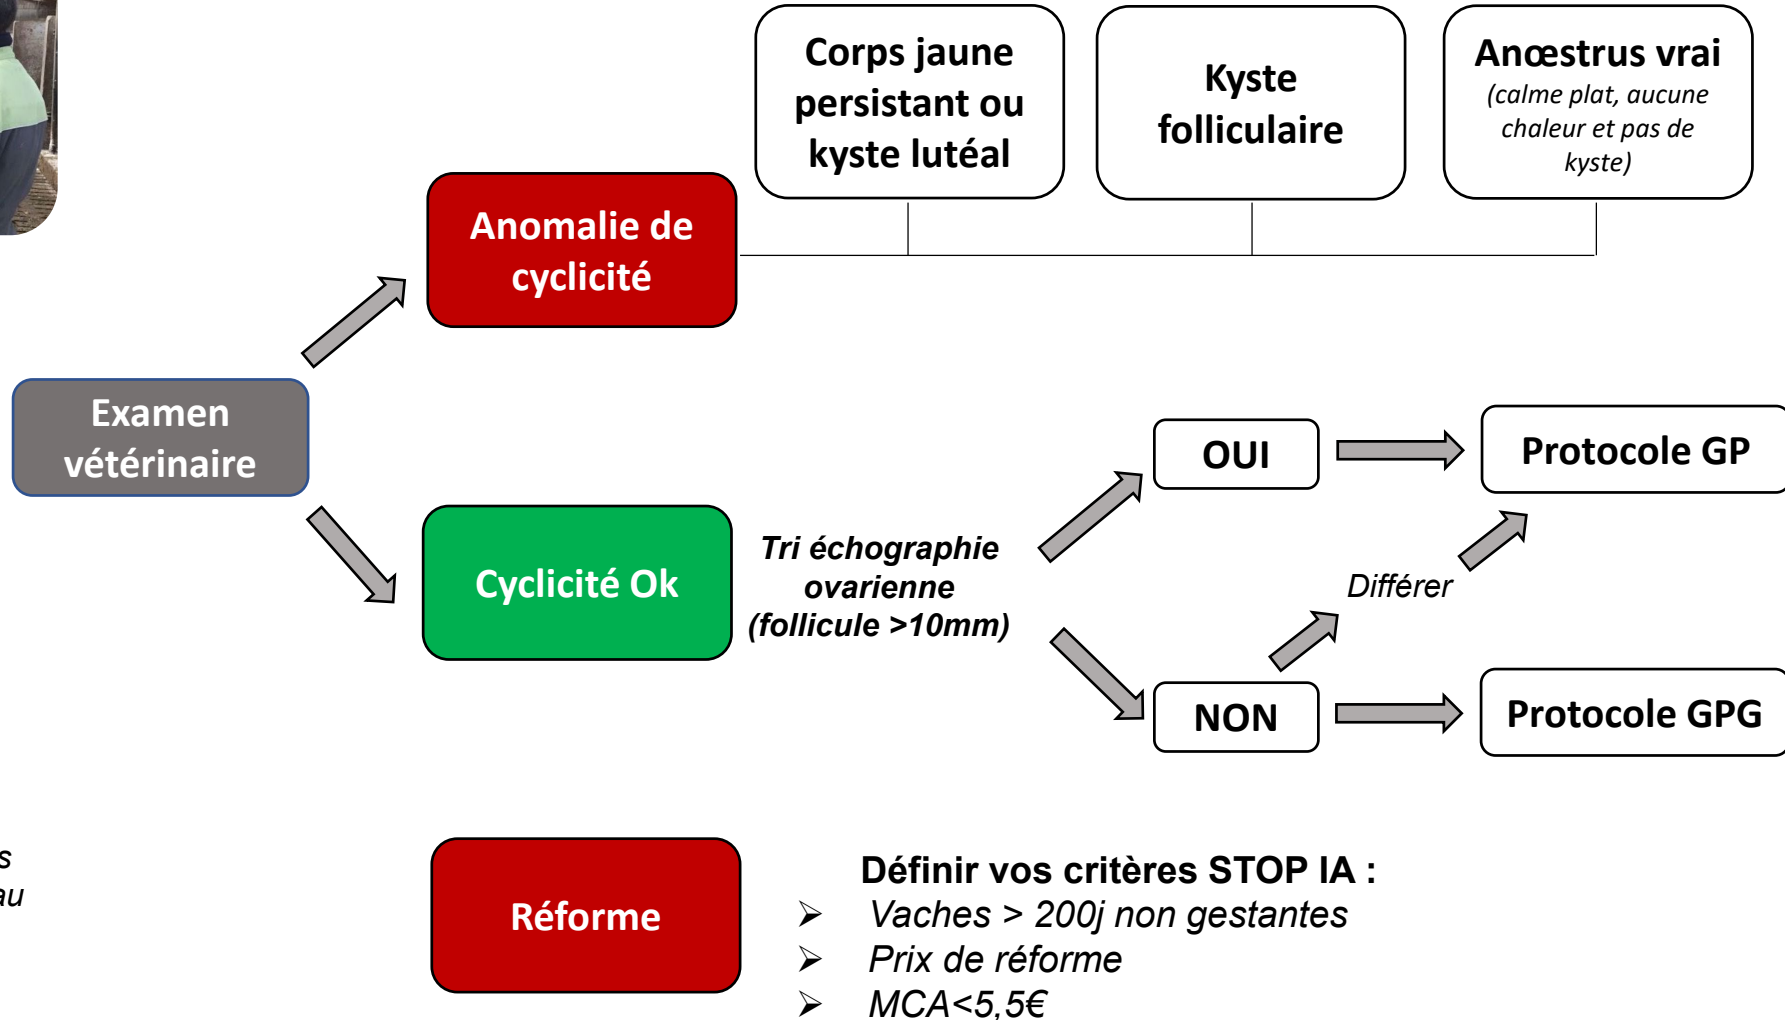 Corps jaune
persistant ou
kyste lutéal
Kyste
folliculaire
Anœstrus vrai
(calme plat, aucune
chaleur et pas de
kyste)
Anomalie de
cyclicité
Examen
vétérinaire
Cyclicité Ok
Tri échographie
ovarienne
(follicule >10mm)
OUI
Protocole GP
Différer
NON
Protocole GPG
au
Réforme
Définir vos critères STOP IA :
➢ Vaches > 200j non gestantes
➢ Prix de réforme
➢ MCA<5,5€